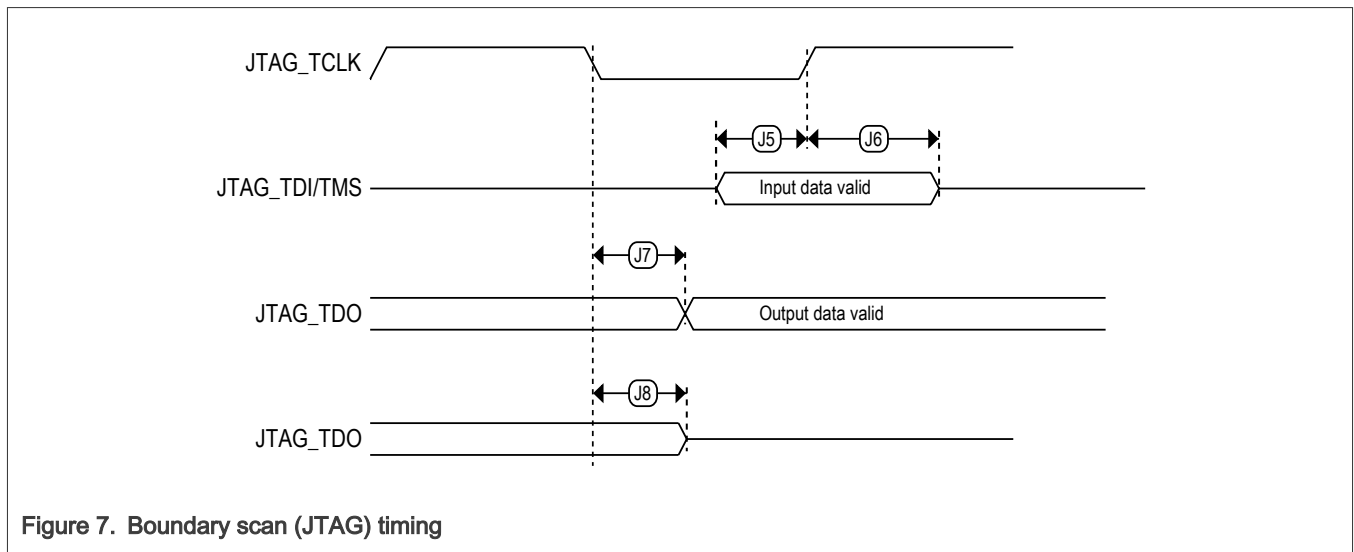 JTAG_TCLK
J5
J6
JTAG_TDI/TMS
Input data valid
J7
JTAG_TDO
Output data valid
J8
JTAG_TDO
Figure 7. Boundary scan (JTAG) timing